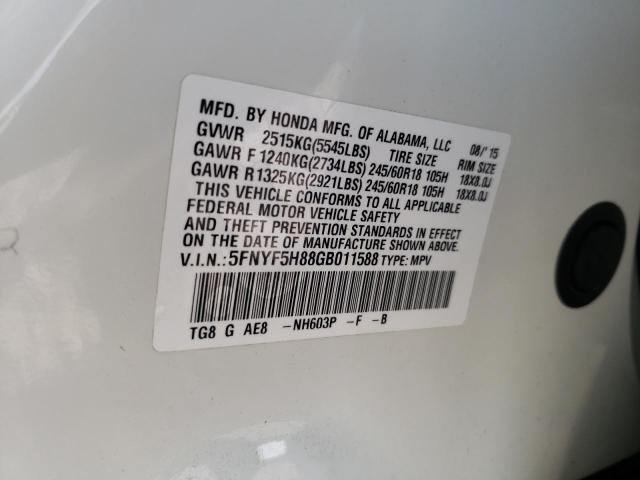 MFD. BY HONDA MFG. OF ALABAMA, LLC 08/'15
GVWR 2515KG(5545LBS) TIRE SIZE RIM SIZE
GAWR F 1240KG(2734LBS) 245/60R18 105H 18X8.0J
GAWR R 1325KG(2921LBS) 245/60R18 105H 18X8.0J
THIS VEHICLE CONFORMS TO ALL APPLICABLE
FEDERAL MOTOR VEHICLE SAFETY
AND THEFT PREVENTION STANDARDS IN EFFECT
ON THE DATE OF MANUFACTURE SHOWN ABOVE.
V.I.N.: 5FNYF5H88GB011588 TYPE: MPV
TG8 G AE8 -NH603P -F -B